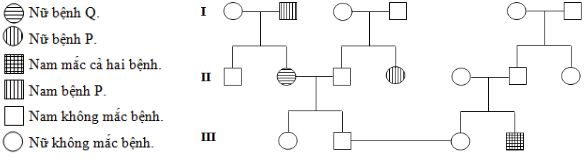 Nữ bệnh Q.
Nữ bệnh P.
Nam mắc cả hai bệnh.
Nam bệnh P.
Nam không mắc bệnh.
Nữ không mắc bệnh.
I
II
III